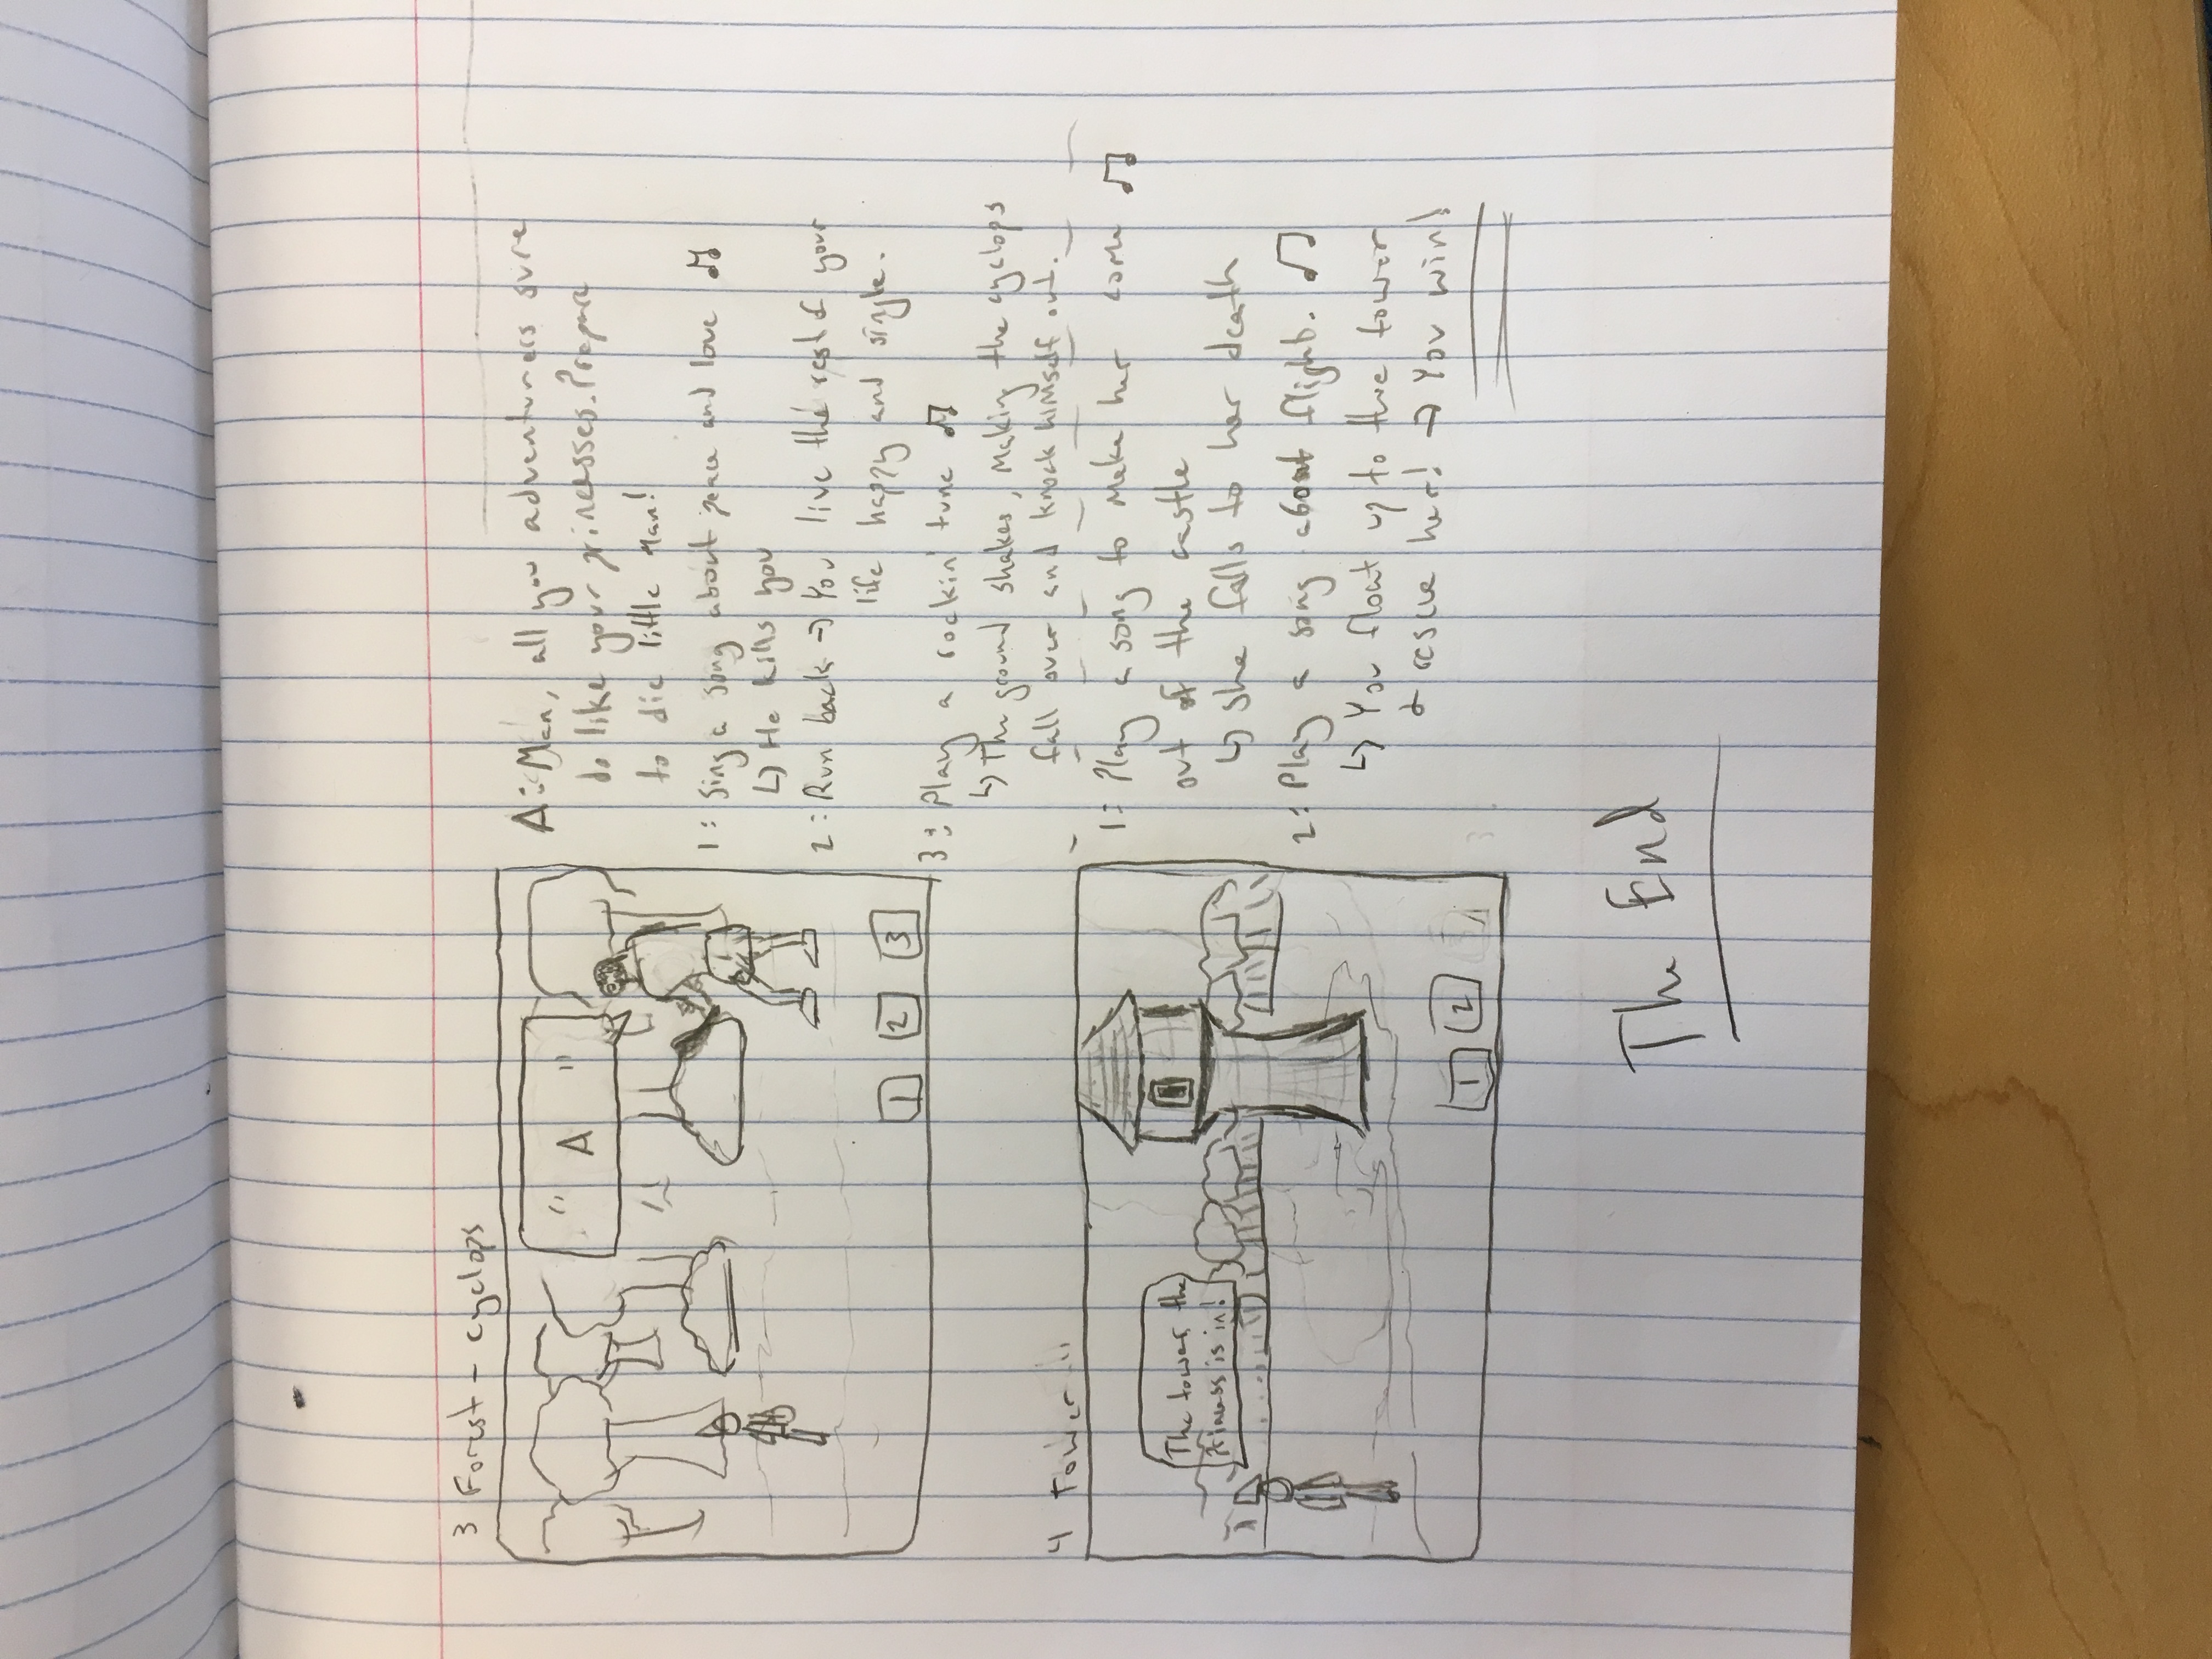 3 Forest - cyclops
" A "
1 2 3
A: Man, all you adventurers sure
do like your princesses. Prepare
to die little man!
1: Sing a song about peace and love ♫
↳ He kills you
2: Run back → You live the rest of your
life happy and single.
3: Play a rockin' tune ♫
↳ The ground shakes, making the cyclops
fall over and knock himself out.
4 Tower
The tower the
princess is in!
1 2
1: Play a song to make her come ♫
out of the castle
↳ She falls to her death
2: Play a song about flight. ♫
↳ You float up to the tower
& rescue her! → You win!
The End